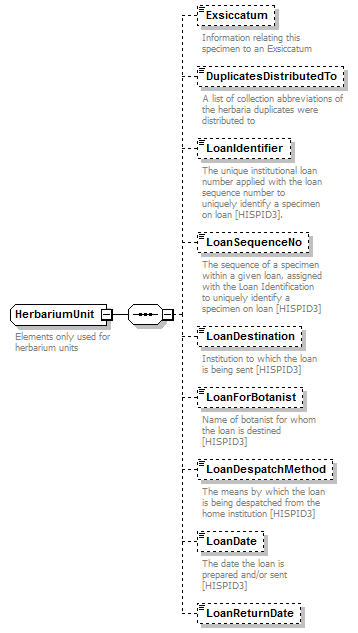 Exsiccatum
Information relating this
specimen to an Exsiccatum
DuplicatesDistributedTo
A list of collection abbreviations of
the herbaria duplicates were
distributed to
LoanIdentifier
The unique institutional loan
number applied with the loan
sequence number to
uniquely identify a specimen
on loan [HISPID3].
LoanSequenceNo
The sequence of a specimen
within a given loan, assigned
with the Loan Identification
to uniquely identify a
specimen on loan [HISPID3]
HerbariumUnit
Elements only used for
herbarium units
LoanDestination
Institution to which the loan
is being sent [HISPID3]
LoanForBotanist
Name of botanist for whom
the loan is destined
[HISPID3]
LoanDespatchMethod
The means by which the loan
is being despatched from the
home institution [HISPID3]
LoanDate
The date the loan is
prepared and/or sent
[HISPID3]
LoanReturnDate